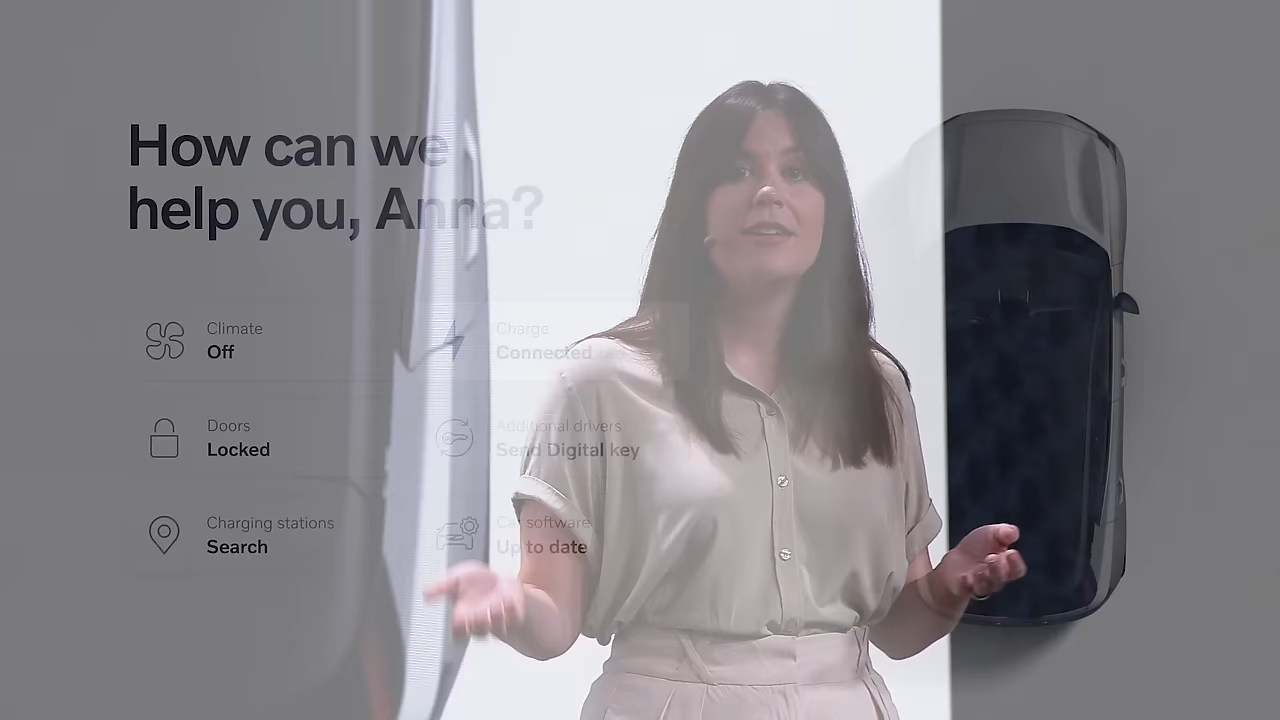 How can we
help you, Anna?
Climate
Off
Charge
Connected
Doors
Locked
Additional drivers
Send Digital key
Charging stations
Search
Car software
Up to date